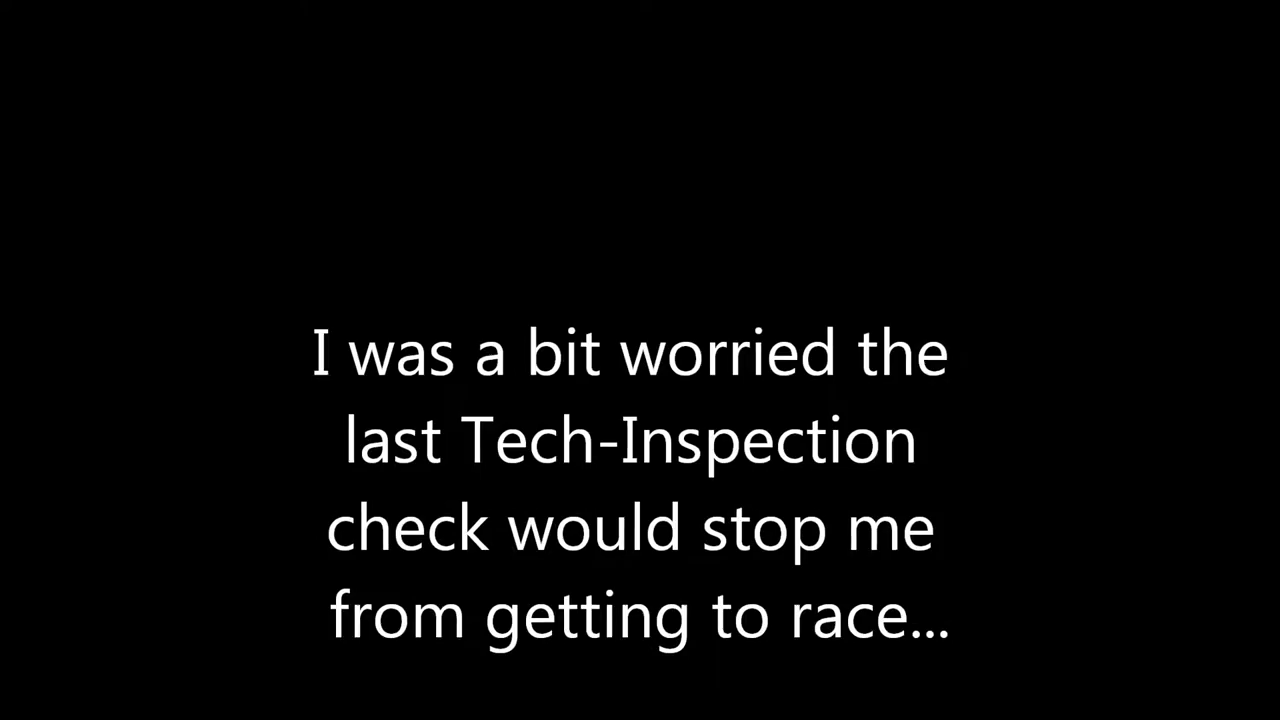 I was a bit worried the
last Tech-Inspection
check would stop me
from getting to race...